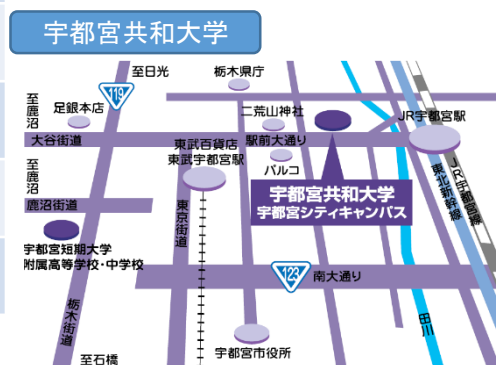 宇都宮共和大学
至日光
栃木県庁
119
至鹿沼
足銀本店
二荒山神社
JR宇都宮駅
大谷街道
東武百貨店
東武宇都宮駅
駅前大通り
パルコ
至鹿沼
鹿沼街道
宇都宮共和大学
宇都宮シティキャンパス
東京街道
東北新幹線
JR宇都宮線
宇都宮短期大学
附属高等学校・中学校
123
南大通り
栃木街道
田川
宇都宮市役所
至石橋